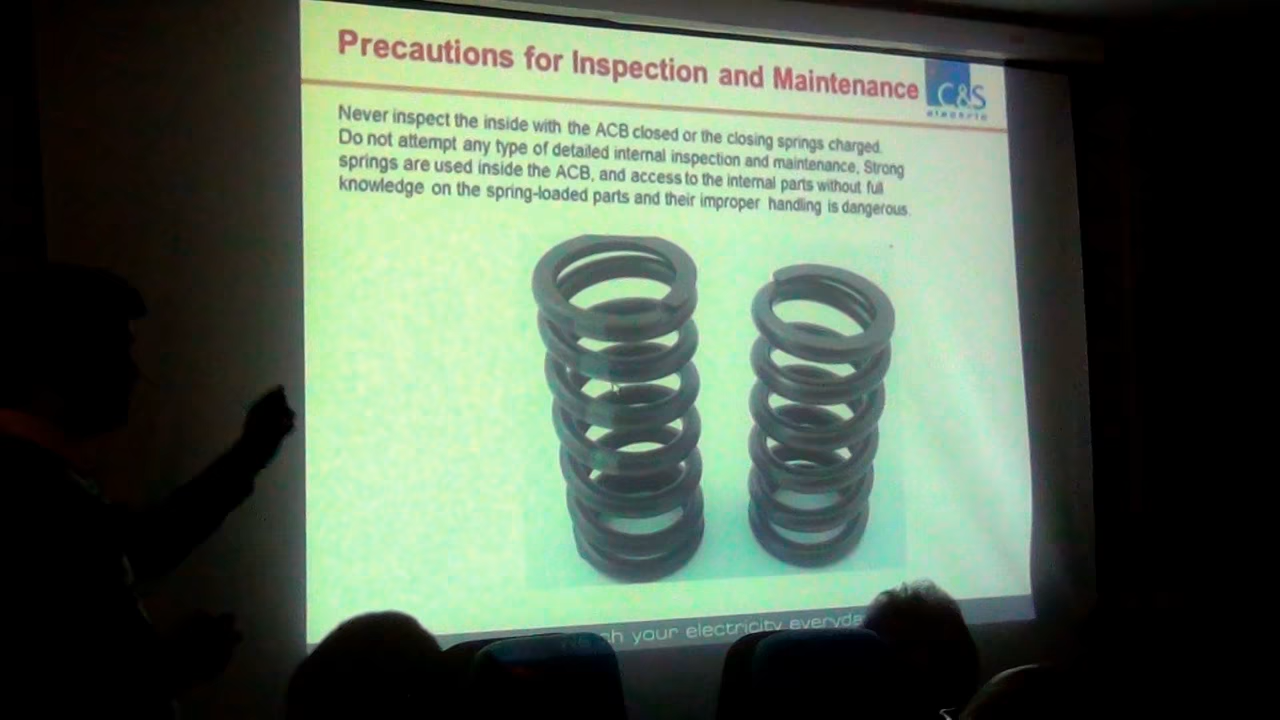 Precautions for Inspection and Maintenance
C&S
electric
Never inspect the inside with the ACB closed or the closing springs charged.
Do not attempt any type of detailed internal inspection and maintenance. Strong
springs are used inside the ACB, and access to the internal parts without full
knowledge on the spring-loaded parts and their improper handling is dangerous.
your electricity